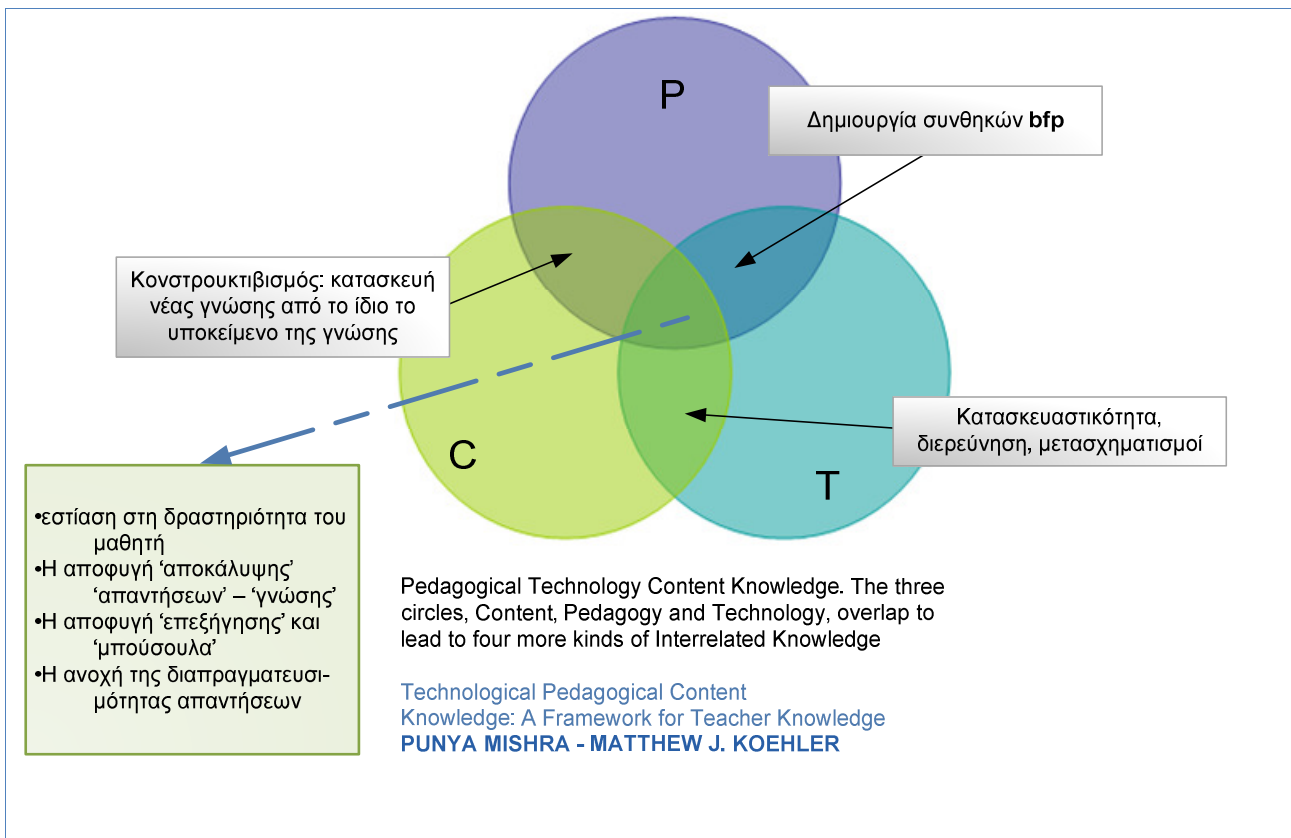 P
Δημιουργία συνθηκών bfp
Κονστρουκτιβισμός: κατασκευή
νέας γνώσης από το ίδιο το
υποκείμενο της γνώσης
Κατασκευαστικότητα,
διερεύνηση, μετασχηματισμοί
C
T
•εστίαση στη δραστηριότητα του
μαθητή
•Η αποφυγή ‘αποκάλυψης’
‘απαντήσεων’ – ‘γνώσης’
•Η αποφυγή ‘επεξήγησης’ και
‘μπούσουλα’
•Η ανοχή της διαπραγματευσι-
μότητας απαντήσεων
Pedagogical Technology Content Knowledge. The three
circles, Content, Pedagogy and Technology, overlap to
lead to four more kinds of Interrelated Knowledge
Technological Pedagogical Content
Knowledge: A Framework for Teacher Knowledge
PUNYA MISHRA - MATTHEW J. KOEHLER